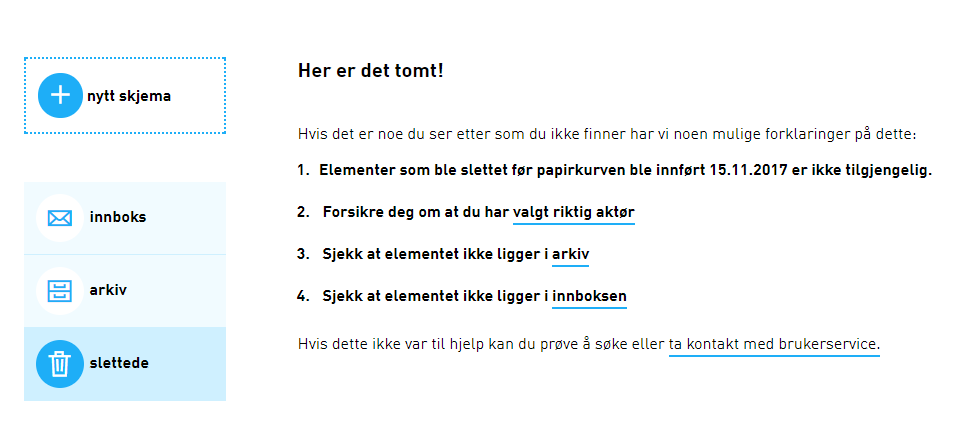 nytt skjema
innboks
arkiv
slettede
Her er det tomt!
Hvis det er noe du ser etter som du ikke finner har vi noen mulige forklaringer på dette:
1. Elementer som ble slettet før papirkurven ble innført 15.11.2017 er ikke tilgjengelig.
2. Forsikre deg om at du har valgt riktig aktør
3. Sjekk at elementet ikke ligger i arkiv
4. Sjekk at elementet ikke ligger i innboksen
Hvis dette ikke var til hjelp kan du prøve å søke eller ta kontakt med brukerservice.